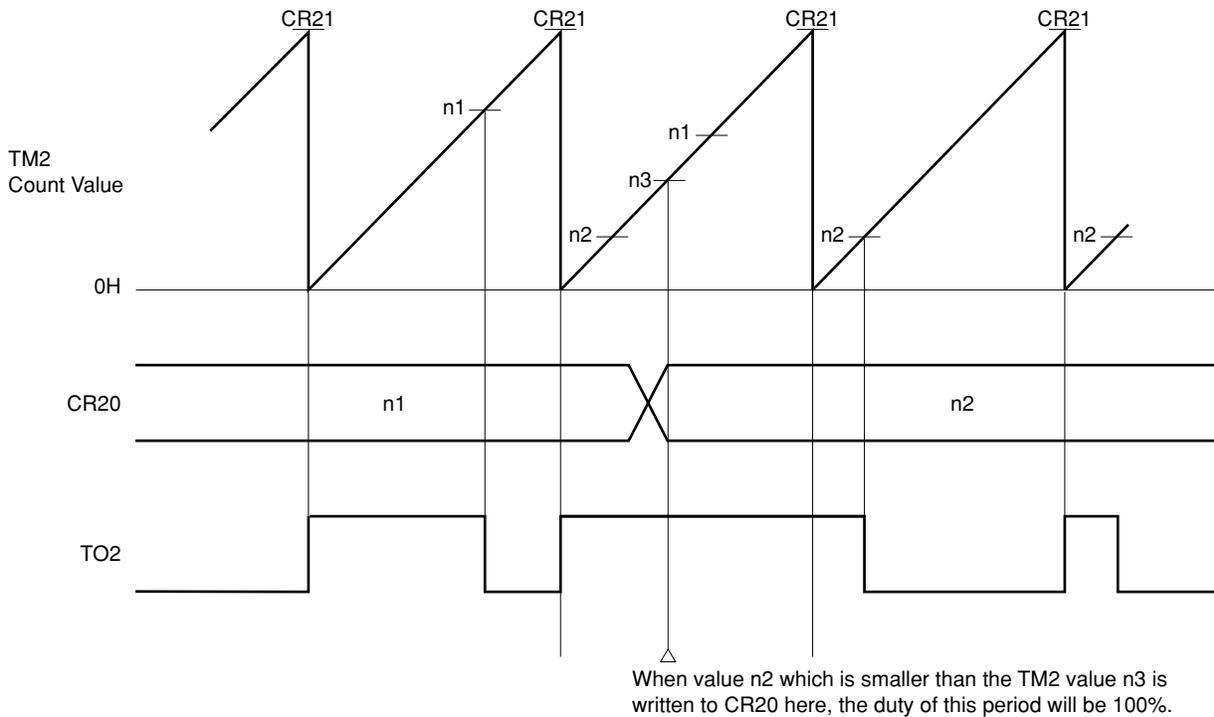 CR21 CR21 CR21 CR21
n1
n1
TM2
Count Value
n3
n2 n2 n2
0H
CR20 n1 n2
TO2
When value n2 which is smaller than the TM2 value n3 is
written to CR20 here, the duty of this period will be 100%.